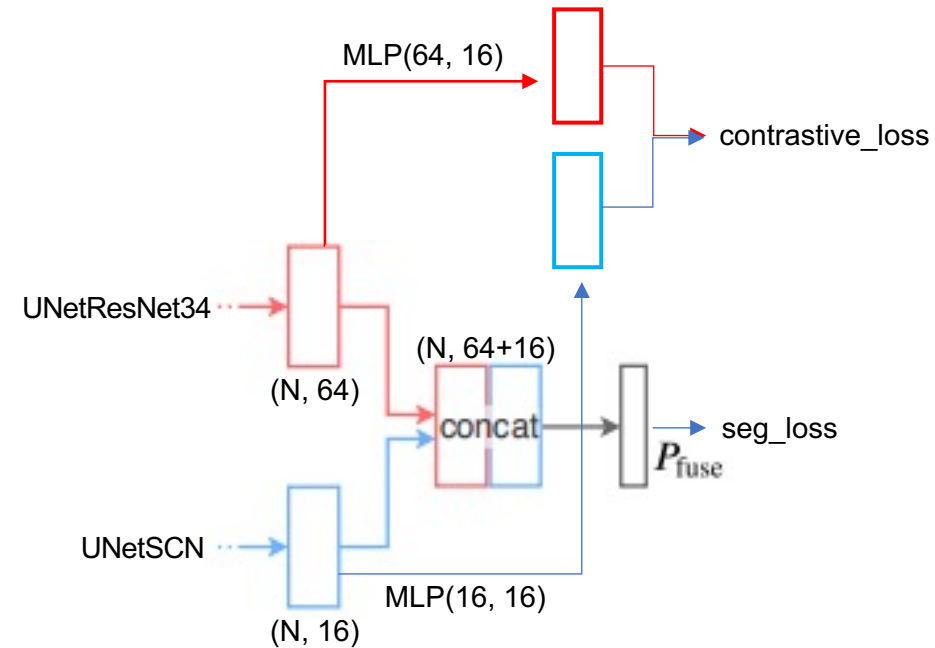 MLP(64, 16)
contrastive_loss
UNetResNet34
(N, 64)
(N, 64+16)
concat
seg_loss
P_fuse
UNetSCN
MLP(16, 16)
(N, 16)